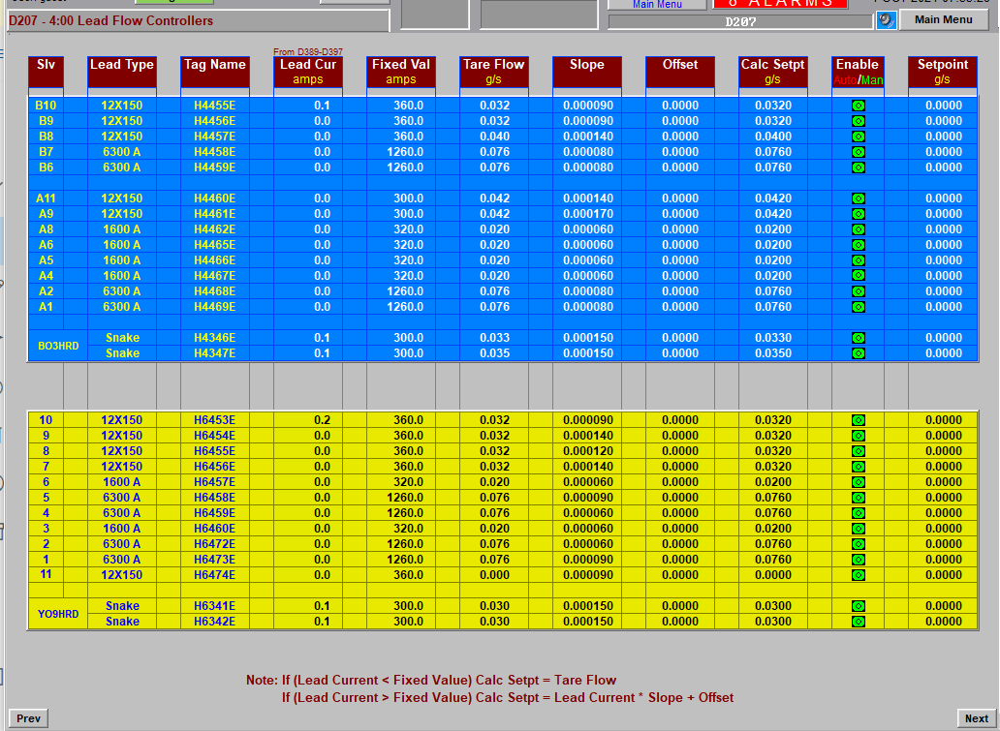 Main Menu
8 ALARMS
D207 - 4:00 Lead Flow Controllers
D207
Main Menu
From D389-D397
Slv Lead Type Tag Name Lead Cur amps Fixed Val amps Tare Flow g/s Slope Offset Calc Setpt g/s Enable Auto/Man Setpoint g/s
B10 12X150 H4455E 0.1 360.0 0.032 0.000090 0.0000 0.0320 0.0000
B9 12X150 H4456E 0.0 360.0 0.032 0.000090 0.0000 0.0320 0.0000
B8 12X150 H4457E 0.0 360.0 0.040 0.000140 0.0000 0.0400 0.0000
B7 6300 A H4458E 0.0 1260.0 0.076 0.000080 0.0000 0.0760 0.0000
B6 6300 A H4459E 0.0 1260.0 0.076 0.000080 0.0000 0.0760 0.0000
A11 12X150 H4460E 0.0 300.0 0.042 0.000140 0.0000 0.0420 0.0000
A9 12X150 H4461E 0.0 300.0 0.042 0.000170 0.0000 0.0420 0.0000
A8 1600 A H4462E 0.0 320.0 0.020 0.000060 0.0000 0.0200 0.0000
A6 1600 A H4465E 0.0 320.0 0.020 0.000060 0.0000 0.0200 0.0000
A5 1600 A H4466E 0.0 320.0 0.020 0.000060 0.0000 0.0200 0.0000
A4 1600 A H4467E 0.0 320.0 0.020 0.000060 0.0000 0.0200 0.0000
A2 6300 A H4468E 0.0 1260.0 0.076 0.000080 0.0000 0.0760 0.0000
A1 6300 A H4469E 0.0 1260.0 0.076 0.000080 0.0000 0.0760 0.0000
BO3HRD
Snake H4346E 0.1 300.0 0.033 0.000150 0.0000 0.0330 0.0000
Snake H4347E 0.1 300.0 0.035 0.000150 0.0000 0.0350 0.0000
10 12X150 H6453E 0.2 360.0 0.032 0.000090 0.0000 0.0320 0.0000
9 12X150 H6454E 0.0 360.0 0.032 0.000140 0.0000 0.0320 0.0000
8 12X150 H6455E 0.0 360.0 0.032 0.000120 0.0000 0.0320 0.0000
7 12X150 H6456E 0.0 360.0 0.032 0.000140 0.0000 0.0320 0.0000
6 1600 A H6457E 0.0 320.0 0.020 0.000060 0.0000 0.0200 0.0000
5 6300 A H6458E 0.0 1260.0 0.076 0.000090 0.0000 0.0760 0.0000
4 6300 A H6459E 0.0 1260.0 0.076 0.000060 0.0000 0.0760 0.0000
3 1600 A H6460E 0.0 320.0 0.020 0.000060 0.0000 0.0200 0.0000
2 6300 A H6472E 0.0 1260.0 0.076 0.000060 0.0000 0.0760 0.0000
1 6300 A H6473E 0.0 1260.0 0.076 0.000090 0.0000 0.0760 0.0000
11 12X150 H6474E 0.0 360.0 0.000 0.000090 0.0000 0.0000 0.0000
YO9HRD
Snake H6341E 0.1 300.0 0.030 0.000150 0.0000 0.0300 0.0000
Snake H6342E 0.1 300.0 0.030 0.000150 0.0000 0.0300 0.0000
Note: If (Lead Current < Fixed Value) Calc Setpt = Tare Flow
If (Lead Current > Fixed Value) Calc Setpt = Lead Current * Slope + Offset
Prev
Next